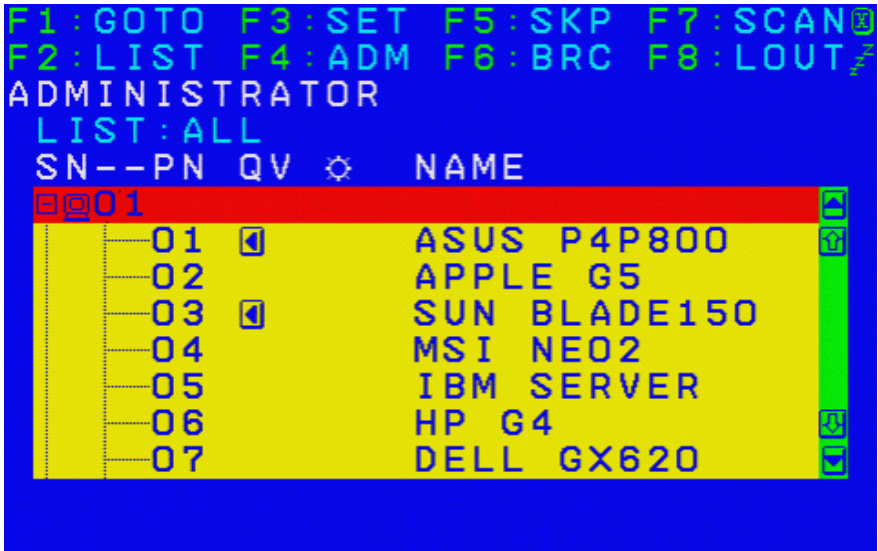 F1:GOTO F3:SET F5:SKP F7:SCAN
F2:LIST F4:ADM F6:BRC F8:LOUT zZ
ADMINISTRATOR
LIST:ALL
SN--PN QV NAME
01
01 ASUS P4P800
02 APPLE G5
03 SUN BLADE150
04 MSI NEO2
05 IBM SERVER
06 HP G4
07 DELL GX620